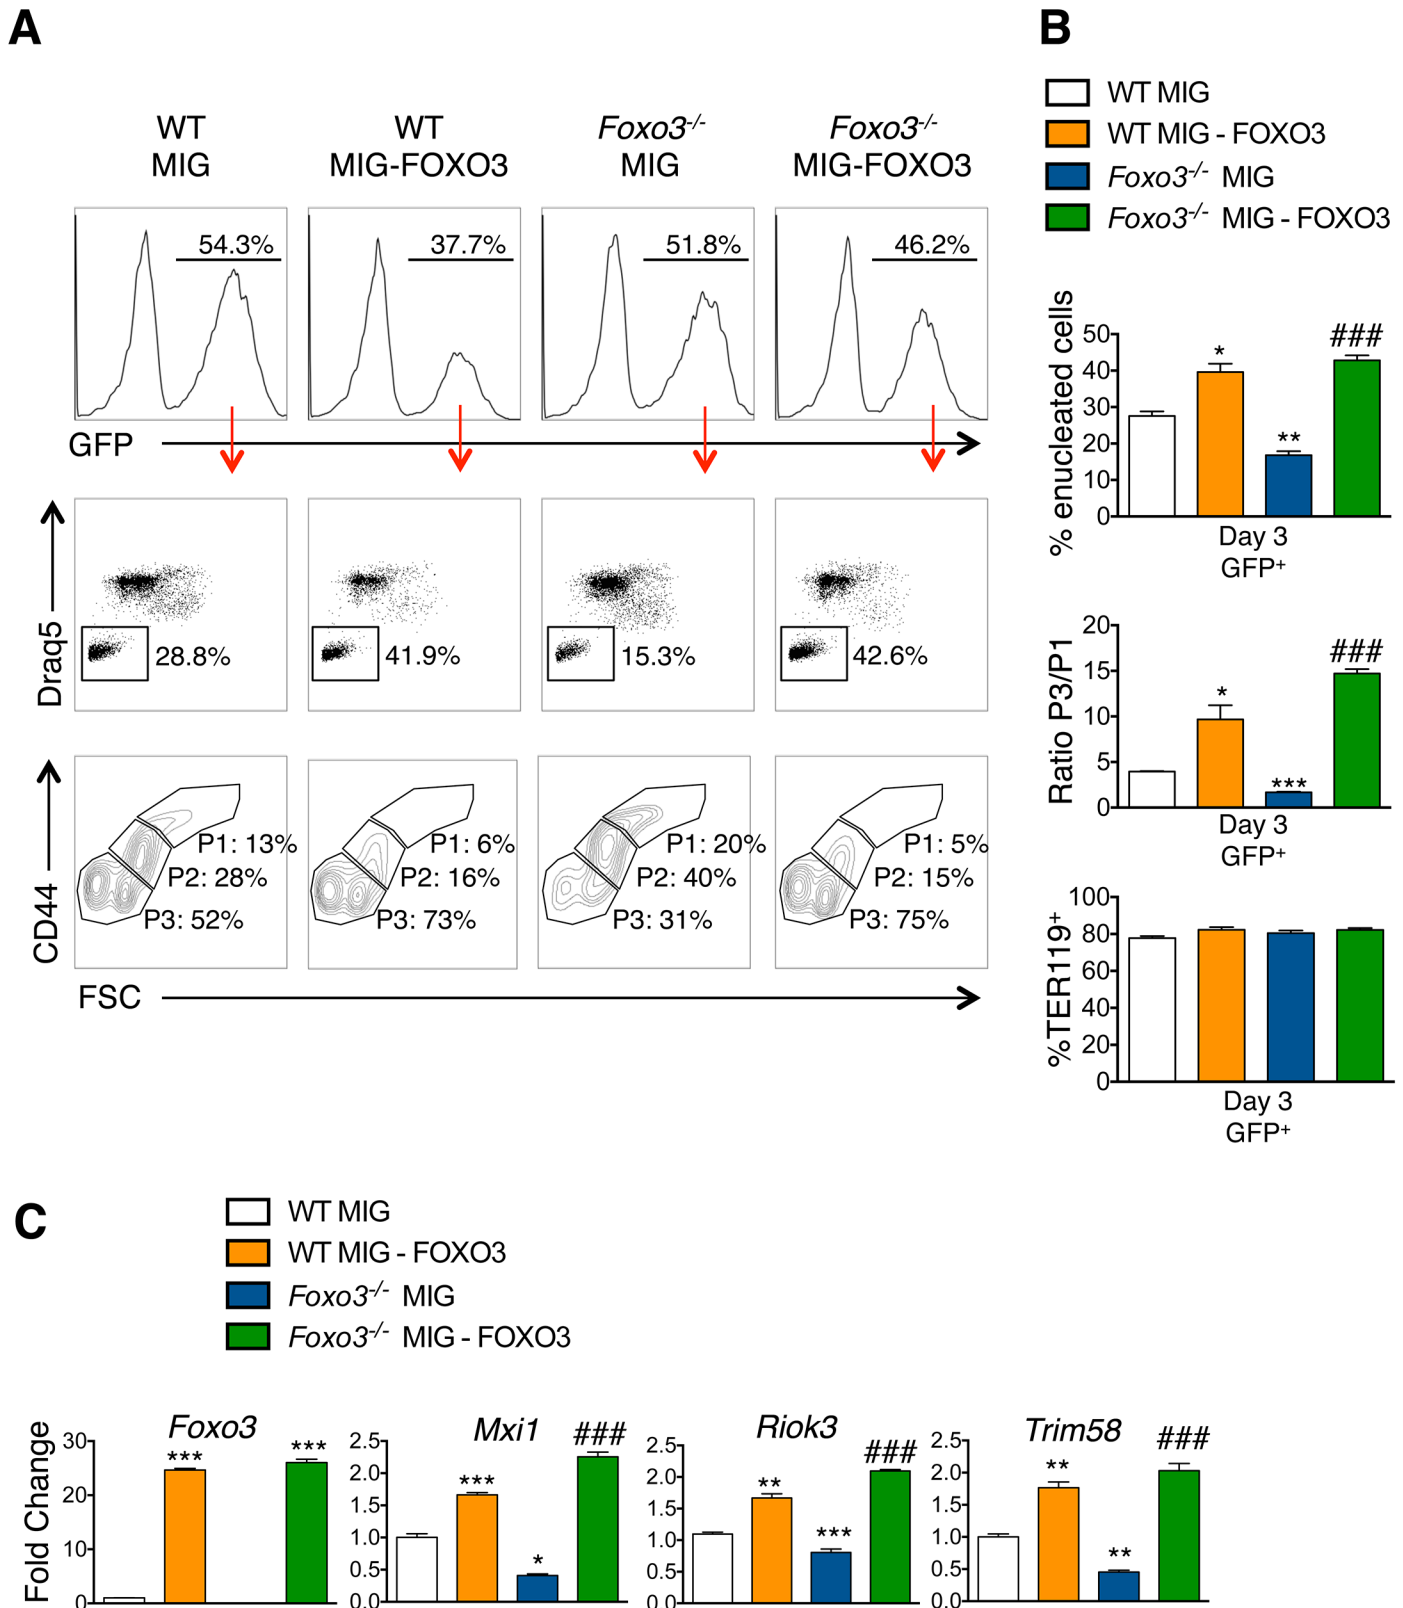 A
WT
MIG
WT
MIG-FOXO3
Foxo3-/-
MIG
Foxo3-/-
MIG-FOXO3
54.3%
37.7%
51.8%
46.2%
GFP
Draq5
28.8%
41.9%
15.3%
42.6%
CD44
P1: 13%
P2: 28%
P3: 52%
P1: 6%
P2: 16%
P3: 73%
P1: 20%
P2: 40%
P3: 31%
P1: 5%
P2: 15%
P3: 75%
FSC
B
WT MIG
WT MIG - FOXO3
Foxo3-/- MIG
Foxo3-/- MIG - FOXO3
% enucleated cells
50
40
30
20
10
0
*
**
###
Day 3
GFP+
Ratio P3/P1
20
15
10
5
0
*
***
###
Day 3
GFP+
%TER119+
100
80
60
40
20
0
Day 3
GFP+
C
WT MIG
WT MIG - FOXO3
Foxo3-/- MIG
Foxo3-/- MIG - FOXO3
Fold Change
Foxo3
30
20
10
0
***
***
Mxi1
2.5
2.0
1.5
1.0
0.5
0.0
***
*
###
Riok3
2.5
2.0
1.5
1.0
0.5
0.0
**
***
###
Trim58
2.5
2.0
1.5
1.0
0.5
0.0
**
**
###